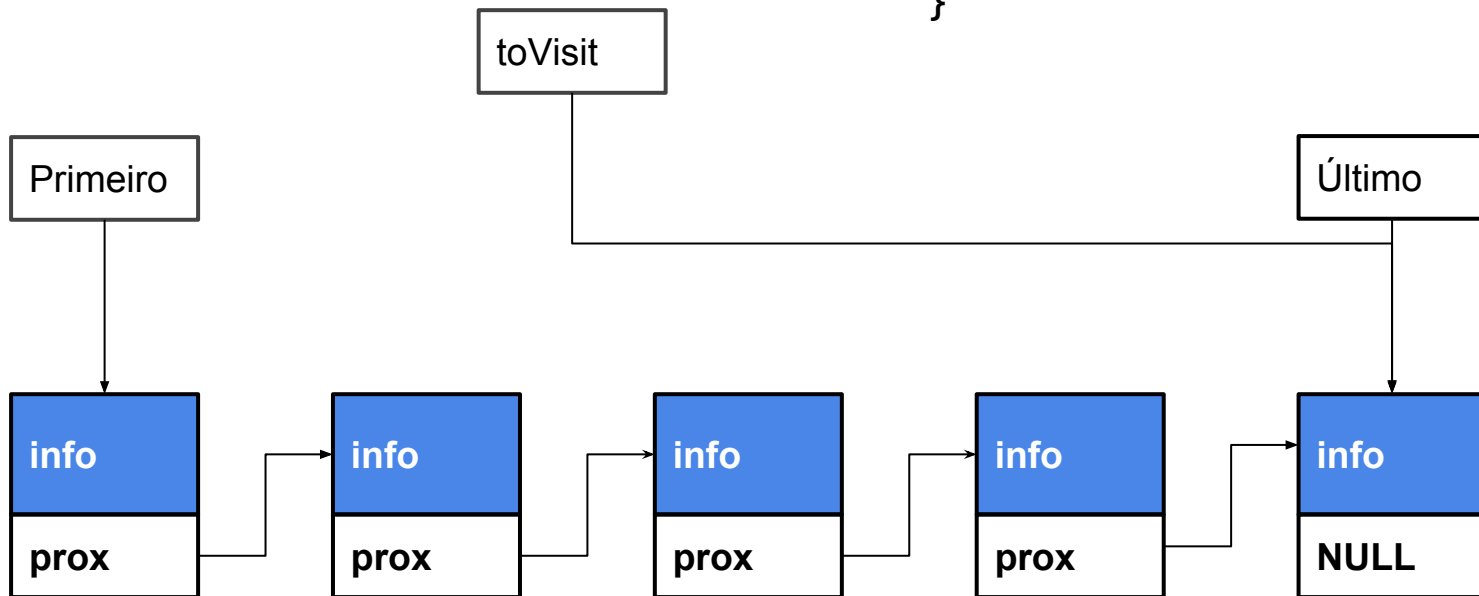 }
toVisit
Primeiro
Último
info
info
info
info
info
prox
prox
prox
prox
NULL